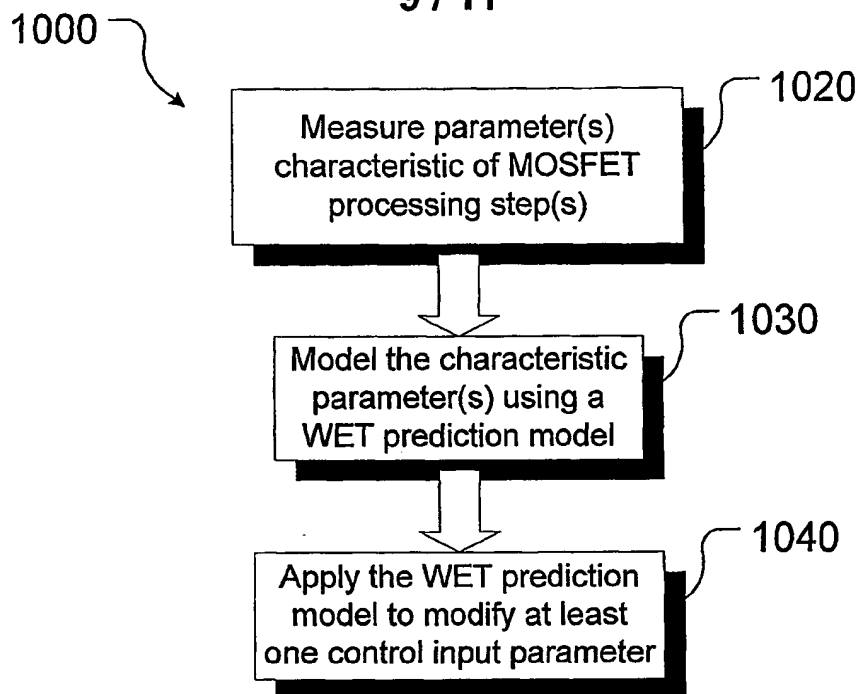 1000
1020
Measure parameter(s)
characteristic of MOSFET
processing step(s)
1030
Model the characteristic
parameter(s) using a
WET prediction model
1040
Apply the WET prediction
model to modify at least
one control input parameter